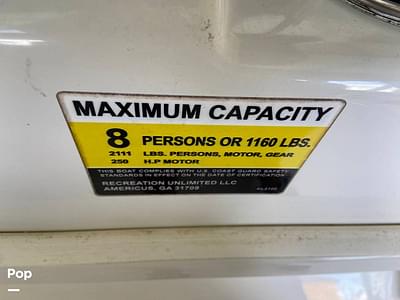 MAXIMUM CAPACITY
8 PERSONS OR 1160 LBS.
2111 LBS. PERSONS, MOTOR, GEAR
250 H.P MOTOR
THIS BOAT COMPLIES WITH U.S. COAST GUARD SAFETY
STANDARDS IN EFFECT ON THE DATE OF CERTIFICATION
RECREATION UNLIMITED LLC
AMERICUS, GA 31709
Pop